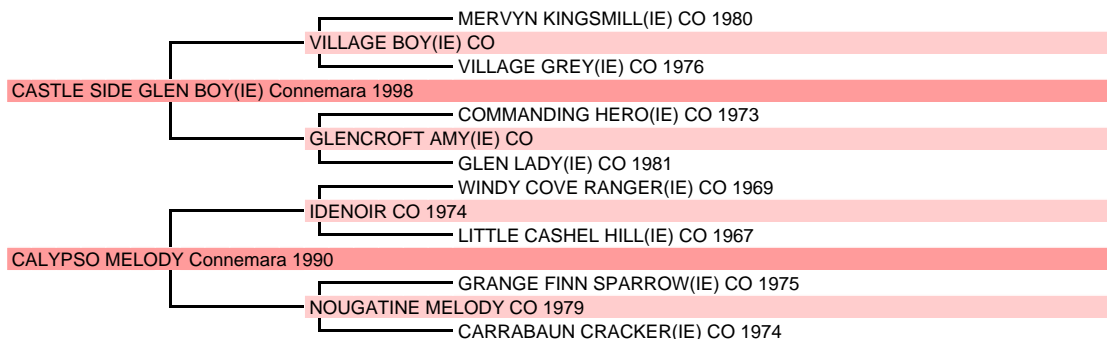 MERVYN KINGSMILL(IE) CO 1980
VILLAGE BOY(IE) CO
VILLAGE GREY(IE) CO 1976
CASTLE SIDE GLEN BOY(IE) Connemara 1998
COMMANDING HERO(IE) CO 1973
GLENCROFT AMY(IE) CO
GLEN LADY(IE) CO 1981
WINDY COVE RANGER(IE) CO 1969
IDENOIR CO 1974
LITTLE CASHEL HILL(IE) CO 1967
CALYPSO MELODY Connemara 1990
GRANGE FINN SPARROW(IE) CO 1975
NOUGATINE MELODY CO 1979
CARRABAUN CRACKER(IE) CO 1974